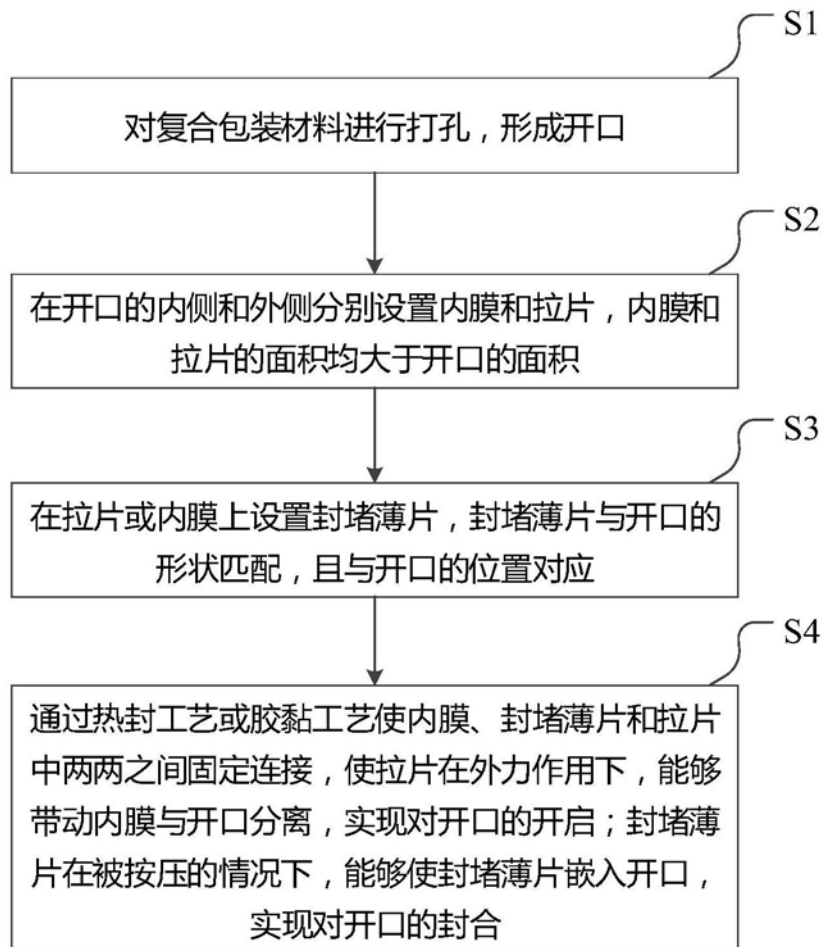 S1
对复合包装材料进行打孔，形成开口
S2
在开口的内侧和外侧分别设置内膜和拉片，内膜和
拉片的面积均大于开口的面积
S3
在拉片或内膜上设置封堵薄片，封堵薄片与开口的
形状匹配，且与开口的位置对应
S4
通过热封工艺或胶黏工艺使内膜、封堵薄片和拉片
中两两之间固定连接，使拉片在外力作用下，能够
带动内膜与开口分离，实现对开口的开启；封堵薄
片在被按压的情况下，能够使封堵薄片嵌入开口，
实现对开口的封合